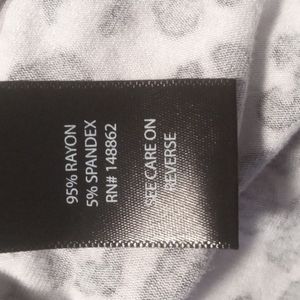 95% RAYON
5% SPANDEX
RN# 148862
SEE CARE ON
REVERSE